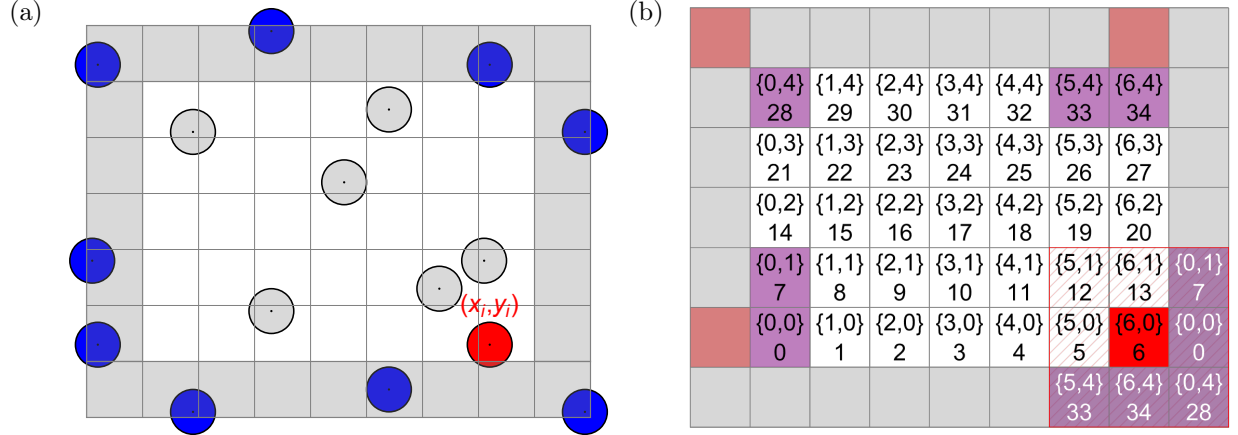 (a)
(xᵢ,yᵢ)
(b)
{0,4} {1,4} {2,4} {3,4} {4,4} {5,4} {6,4}
28 29 30 31 32 33 34
{0,3} {1,3} {2,3} {3,3} {4,3} {5,3} {6,3}
21 22 23 24 25 26 27
{0,2} {1,2} {2,2} {3,2} {4,2} {5,2} {6,2}
14 15 16 17 18 19 20
{0,1} {1,1} {2,1} {3,1} {4,1} {5,1} {6,1} {0,1}
7 8 9 10 11 12 13 7
{0,0} {1,0} {2,0} {3,0} {4,0} {5,0} {6,0} {0,0}
0 1 2 3 4 5 6 0
{5,4} {6,4} {0,4}
33 34 28